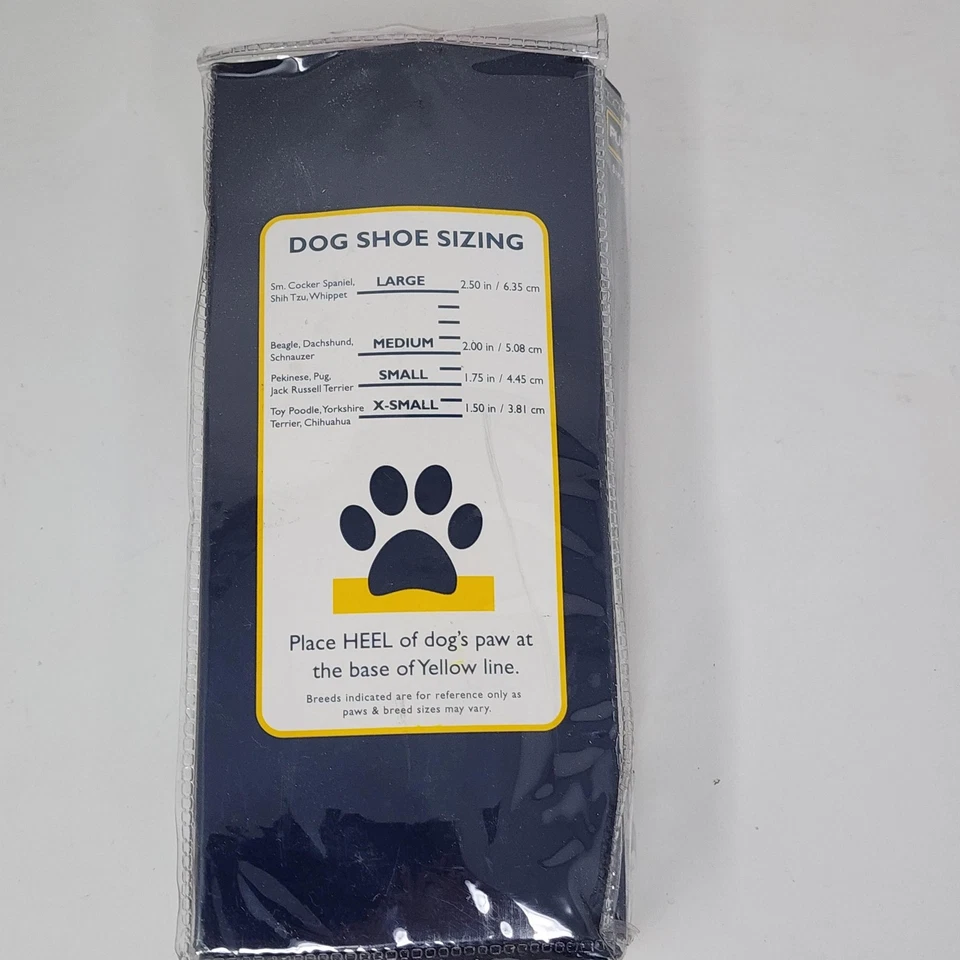 DOG SHOE SIZING
Sm. Cocker Spaniel, LARGE 2.50 in / 6.35 cm
Shih Tzu, Whippet
Beagle, Dachshund, MEDIUM 2.00 in / 5.08 cm
Schnauzer
Pekinese, Pug, SMALL 1.75 in / 4.45 cm
Jack Russell Terrier
Toy Poodle, Yorkshire X-SMALL 1.50 in / 3.81 cm
Terrier, Chihuahua
Place HEEL of dog's paw at
the base of Yellow line.
Breeds indicated are for reference only as
paws & breed sizes may vary.